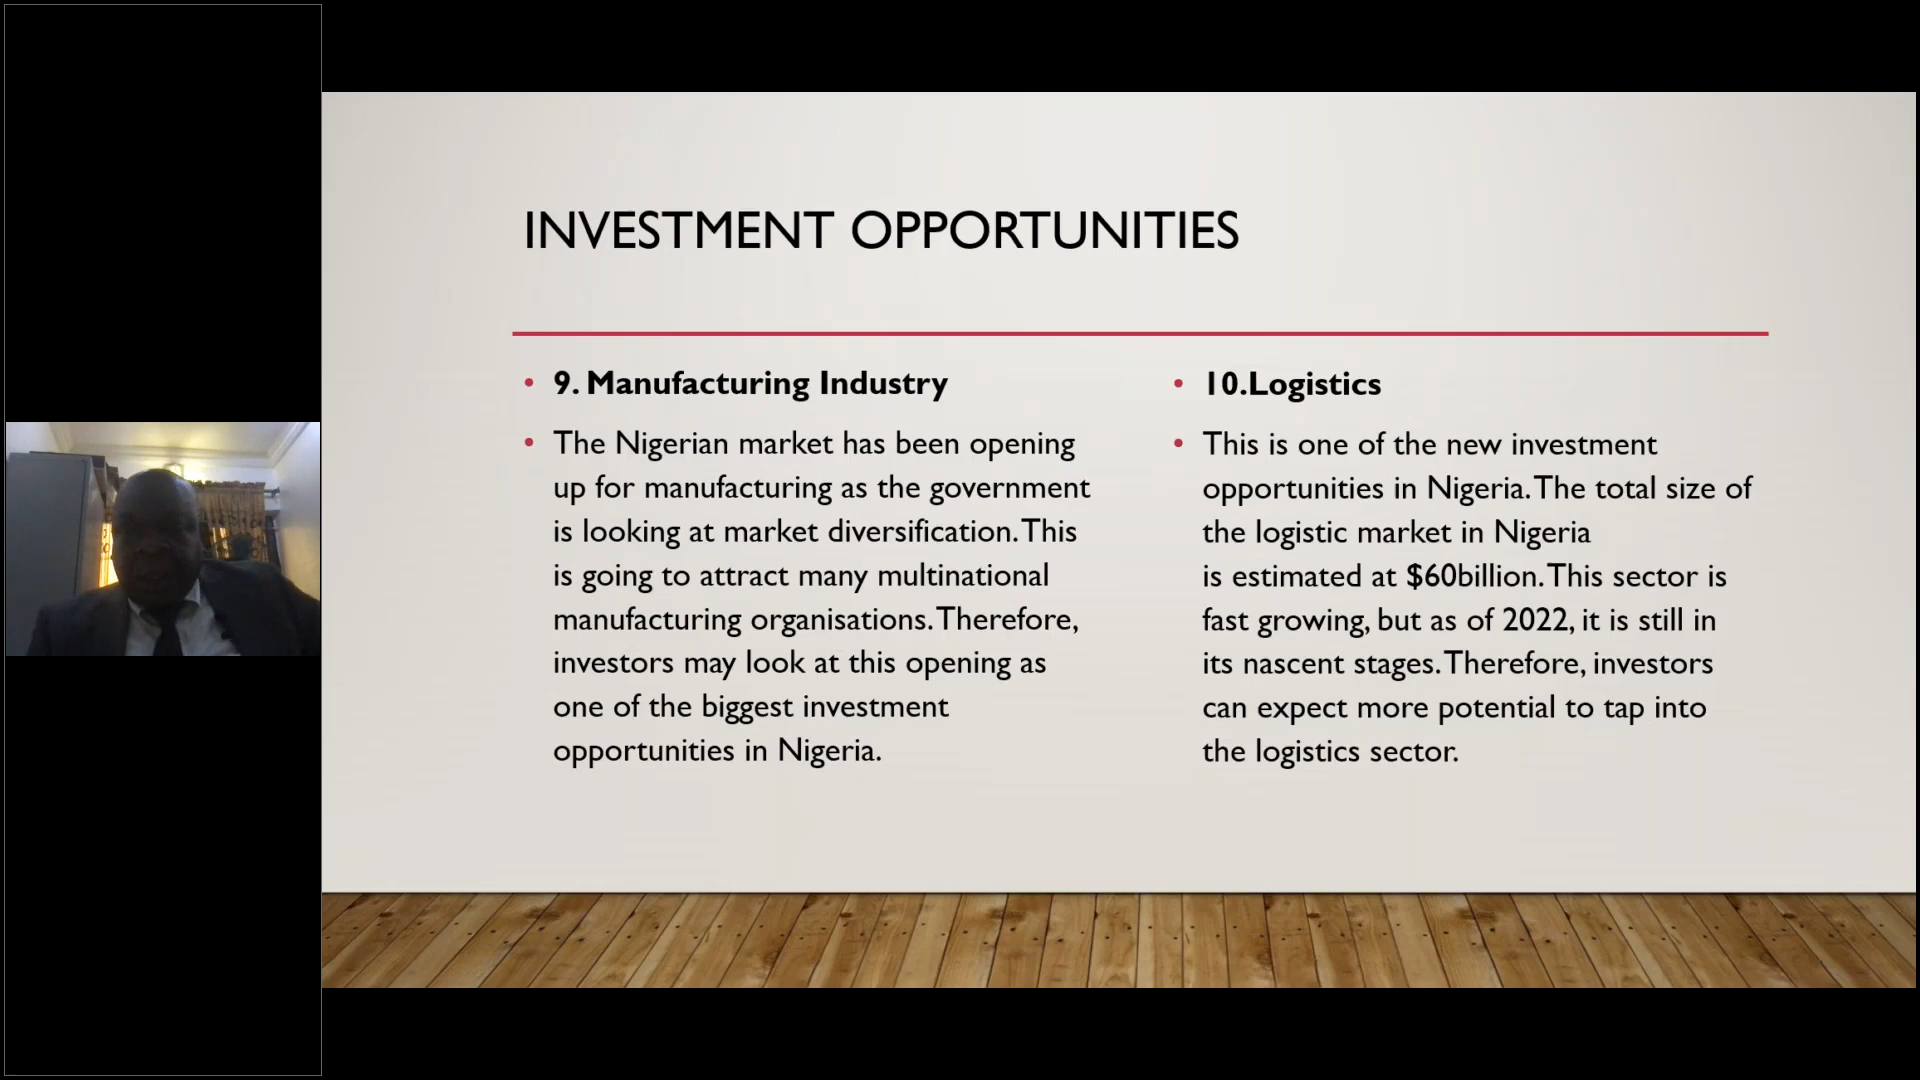 INVESTMENT OPPORTUNITIES
• 9. Manufacturing Industry
• The Nigerian market has been opening
up for manufacturing as the government
is looking at market diversification. This
is going to attract many multinational
manufacturing organisations. Therefore,
investors may look at this opening as
one of the biggest investment
opportunities in Nigeria.
• 10.Logistics
• This is one of the new investment
opportunities in Nigeria. The total size of
the logistic market in Nigeria
is estimated at $60billion. This sector is
fast growing, but as of 2022, it is still in
its nascent stages. Therefore, investors
can expect more potential to tap into
the logistics sector.